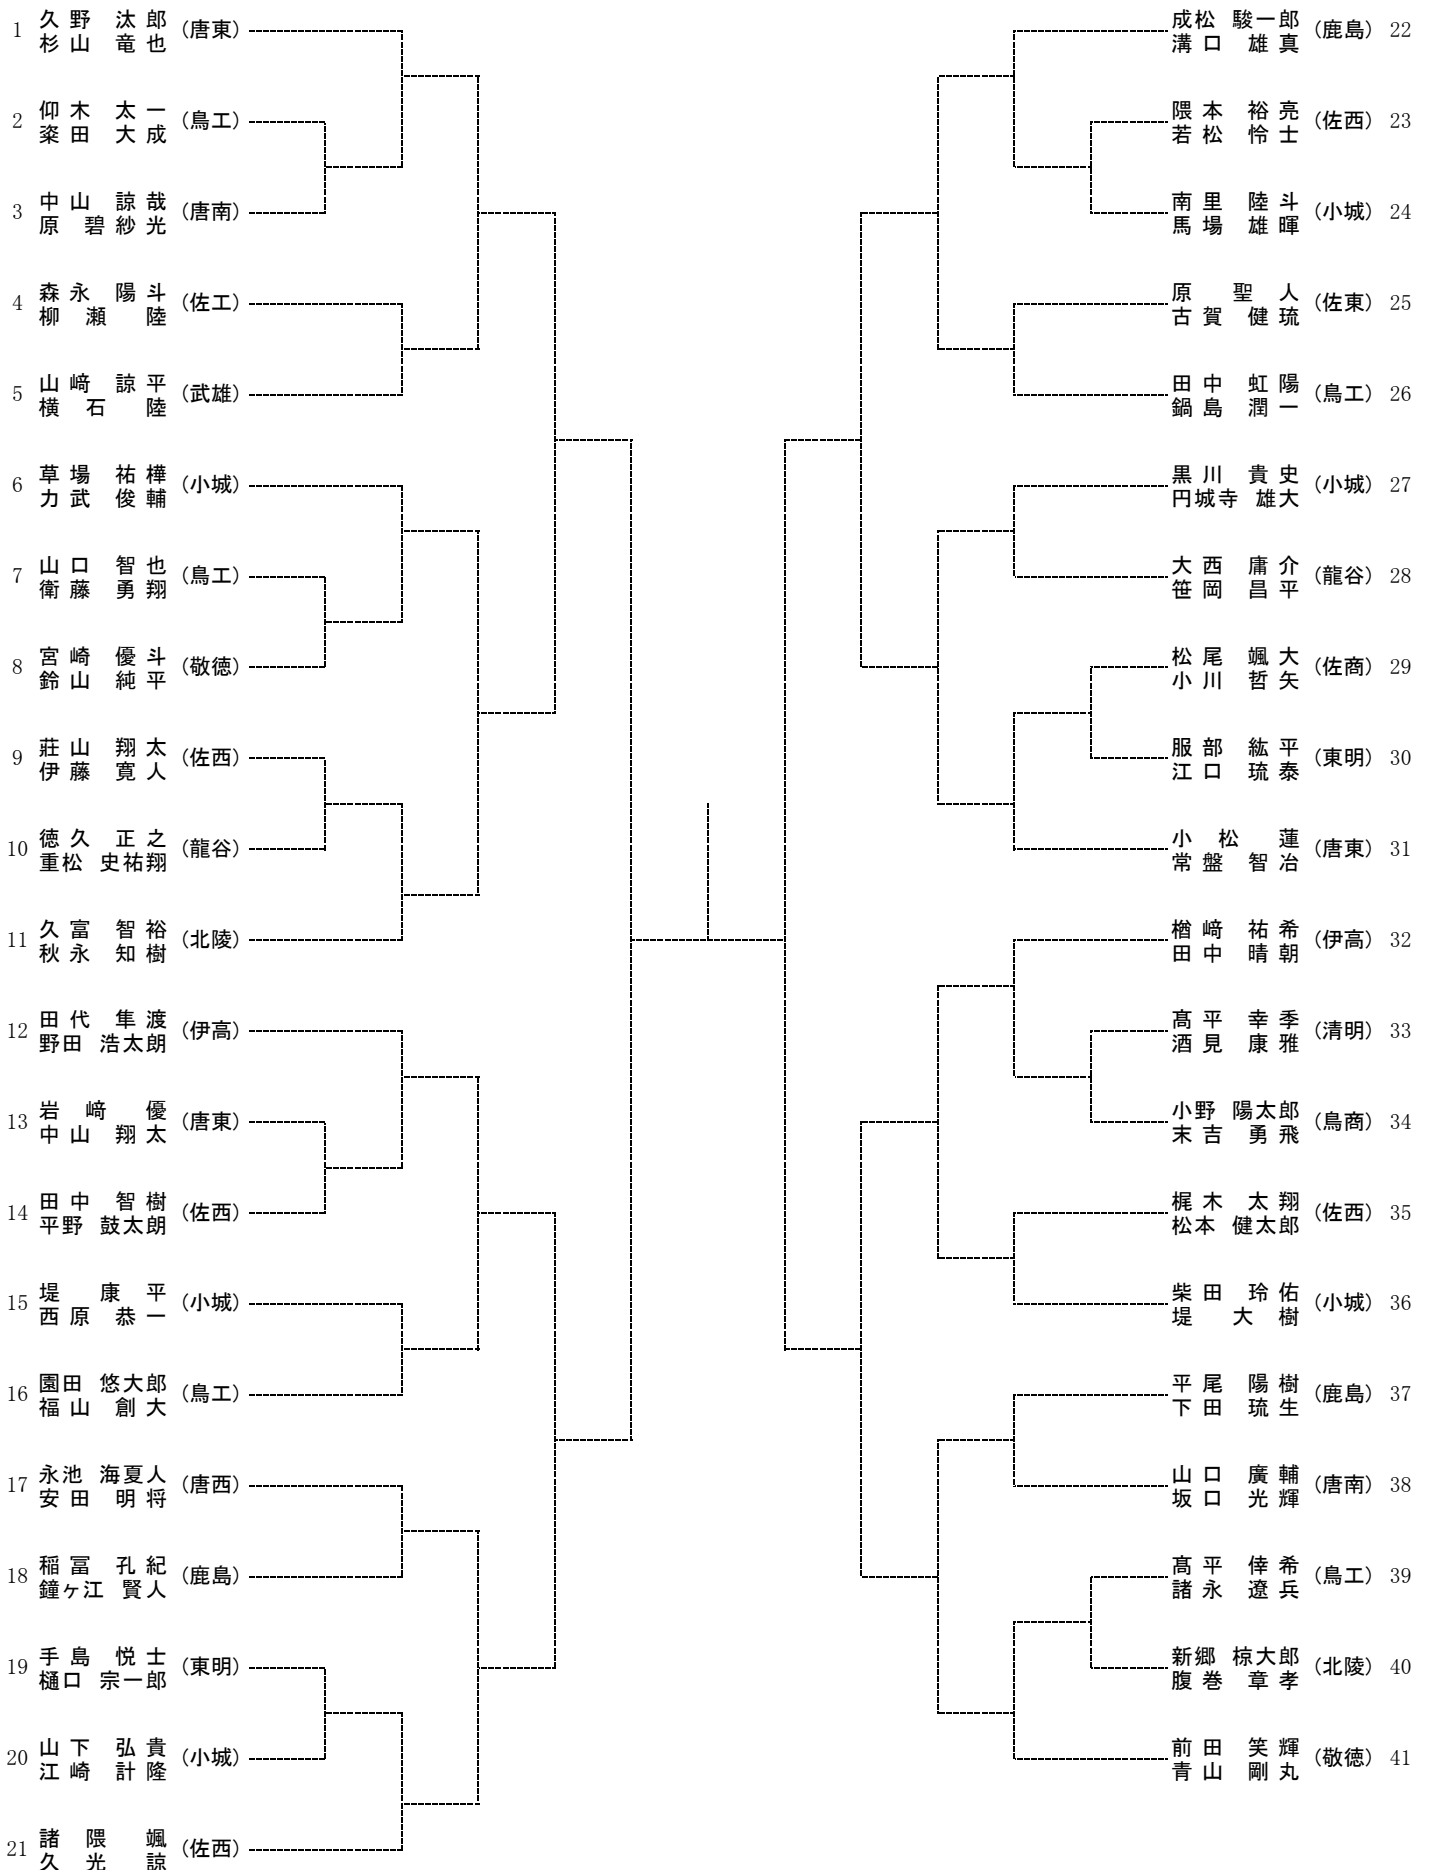 1 久野 汰郎 (唐東)
杉山 竜也
2 仰木 太一 (鳥工)
楽田 大成
3 中山 諒哉 (唐南)
原 碧紗光
4 森永 陽斗 (佐工)
柳瀬 陸
5 山﨑 諒平 (武雄)
横石 陸
6 草場 祐樺 (小城)
力武 俊輔
7 山口 智也 (鳥工)
衛藤 勇翔
8 宮崎 優斗 (敬徳)
鈴山 純平
9 莊山 翔太 (佐西)
伊藤 寛人
10 徳久 正之 (龍谷)
重松 史祐翔
11 久富 智裕 (北陵)
秋永 知樹
12 田代 隼渡 (伊高)
野田 浩太朗
13 岩﨑 優 (唐東)
中山 翔太
14 田中 智樹 (佐西)
平野 鼓太朗
15 堤 康平 (小城)
西原 恭一
16 園田 悠大郎 (鳥工)
福山 創大
17 永池 海夏人 (唐西)
安田 明将
18 稲冨 孔紀 (鹿島)
鐘ヶ江 賢人
19 手島 悦士 (東明)
樋口 宗一郎
20 山下 弘貴 (小城)
江崎 計隆
21 諸隈 颯 (佐西)
久光 諒
成松 駿一郎 (鹿島) 22
溝口 雄真
隈本 裕亮 (佐西) 23
若松 怜士
南里 陸斗 (小城) 24
馬場 雄暉
原 聖人 (佐東) 25
古賀 健琉
田中 虹陽 (鳥工) 26
鍋島 潤一
黒川 貴史 (小城) 27
円城寺 雄大
大西 庸介 (龍谷) 28
笹岡 昌平
松尾 颯大 (佐商) 29
小川 哲矢
服部 紘平 (東明) 30
江口 琉泰
小松 蓮 (唐東) 31
常盤 智冶
楢﨑 祐希 (伊高) 32
田中 晴朝
髙平 幸季 (清明) 33
酒見 康雅
小野 陽太郎 (鳥商) 34
末吉 勇飛
梶木 太翔 (佐西) 35
松本 健太郎
柴田 玲佑 (小城) 36
堤 大樹
平尾 陽樹 (鹿島) 37
下田 琉生
山口 廣輔 (唐南) 38
坂口 光輝
髙平 倖希 (鳥工) 39
諸永 遼兵
新郷 椋大郎 (北陵) 40
腹巻 章孝
前田 笑輝 (敬徳) 41
青山 剛丸